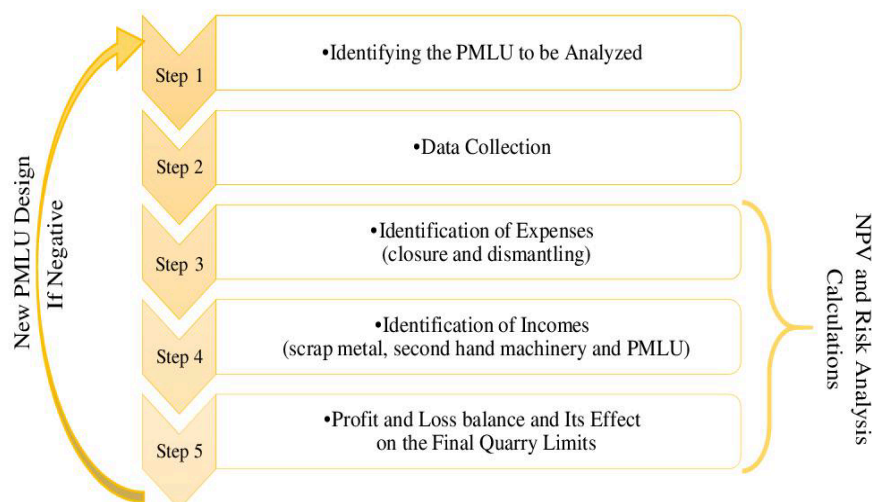 New PMLU Design
If Negative
Step 1
•Identifying the PMLU to be Analyzed
Step 2
•Data Collection
Step 3
•Identification of Expenses
(closure and dismantling)
Step 4
•Identification of Incomes
(scrap metal, second hand machinery and PMLU)
Step 5
•Profit and Loss balance and Its Effect
on the Final Quarry Limits
NPV and Risk Analysis
Calculations